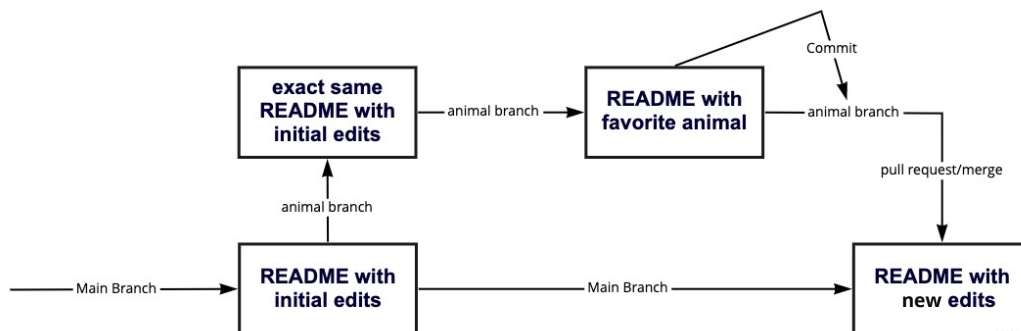 Commit
exact same
README with
initial edits
animal branch
README with
favorite animal
animal branch
pull request/merge
animal branch
Main Branch
README with
initial edits
Main Branch
README with
new edits